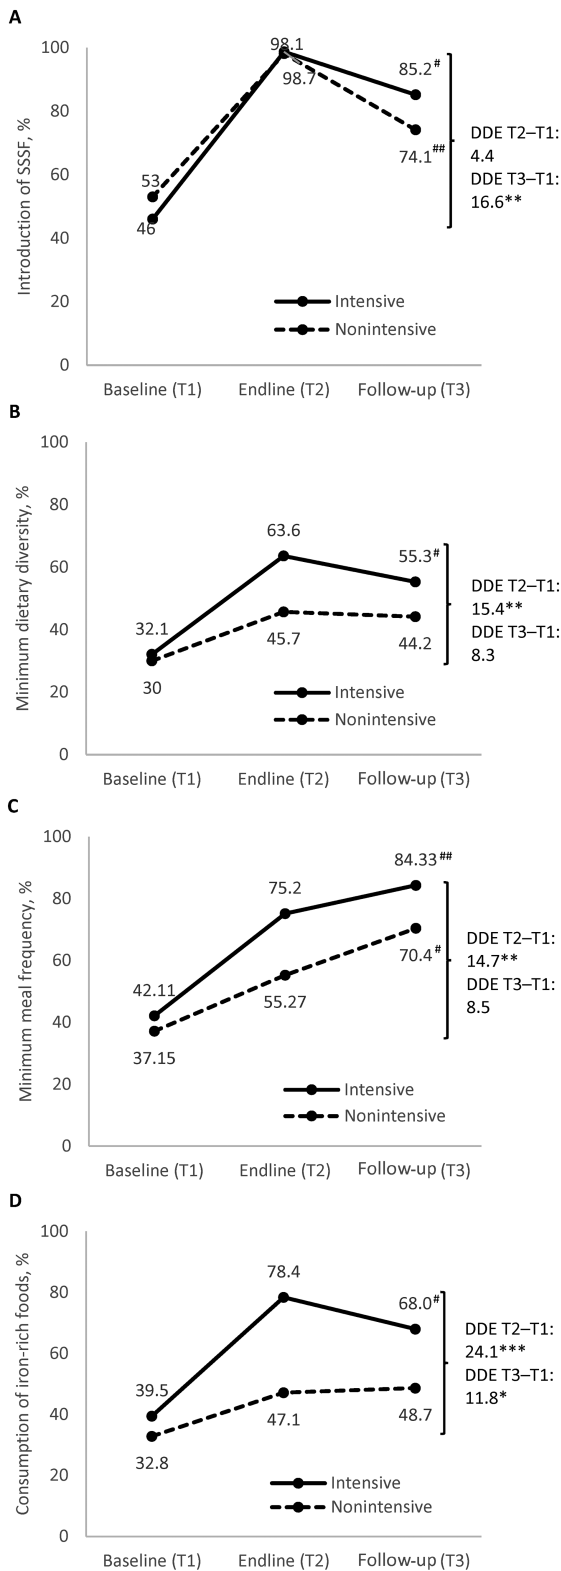 A
Introduction of SSSF, %
100
80
60
40
20
0
53
46
98.1
98.7
85.2#
74.1##
DDE T2–T1:
4.4
DDE T3–T1:
16.6**
Intensive
Nonintensive
Baseline (T1) Endline (T2) Follow-up (T3)
B
Minimum dietary diversity, %
100
80
60
40
20
0
32.1
30
63.6
45.7
55.3#
44.2
DDE T2–T1:
15.4**
DDE T3–T1:
8.3
Intensive
Nonintensive
Baseline (T1) Endline (T2) Follow-up (T3)
C
Minimum meal frequency, %
100
80
60
40
20
0
42.11
37.15
75.2
55.27
84.33##
70.4#
DDE T2–T1:
14.7**
DDE T3–T1:
8.5
Intensive
Nonintensive
Baseline (T1) Endline (T2) Follow-up (T3)
D
Consumption of iron-rich foods, %
100
80
60
40
20
0
39.5
32.8
78.4
47.1
68.0#
48.7
DDE T2–T1:
24.1***
DDE T3–T1:
11.8*
Intensive
Nonintensive
Baseline (T1) Endline (T2) Follow-up (T3)